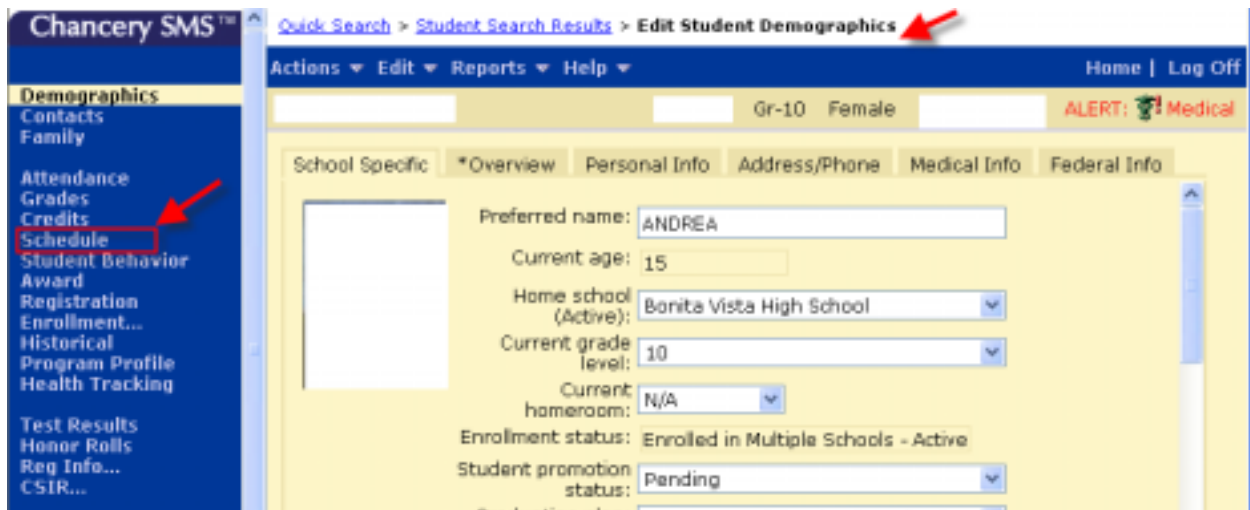 Chancery SMS™
Quick Search > Student Search Results > Edit Student Demographics
Actions Edit Reports Help Home | Log Off
Demographics
Contacts
Family
Attendance
Grades
Credits
Schedule
Student Behavior
Award
Registration
Enrollment...
Historical
Program Profile
Health Tracking
Test Results
Honor Rolls
Reg Info...
CSIR...
Gr-10 Female ALERT: Medical
School Specific *Overview Personal Info Address/Phone Medical Info Federal Info
Preferred name: ANDREA
Current age: 15
Home school (Active): Bonita Vista High School
Current grade level: 10
Current homeroom: N/A
Enrollment status: Enrolled in Multiple Schools - Active
Student promotion status: Pending